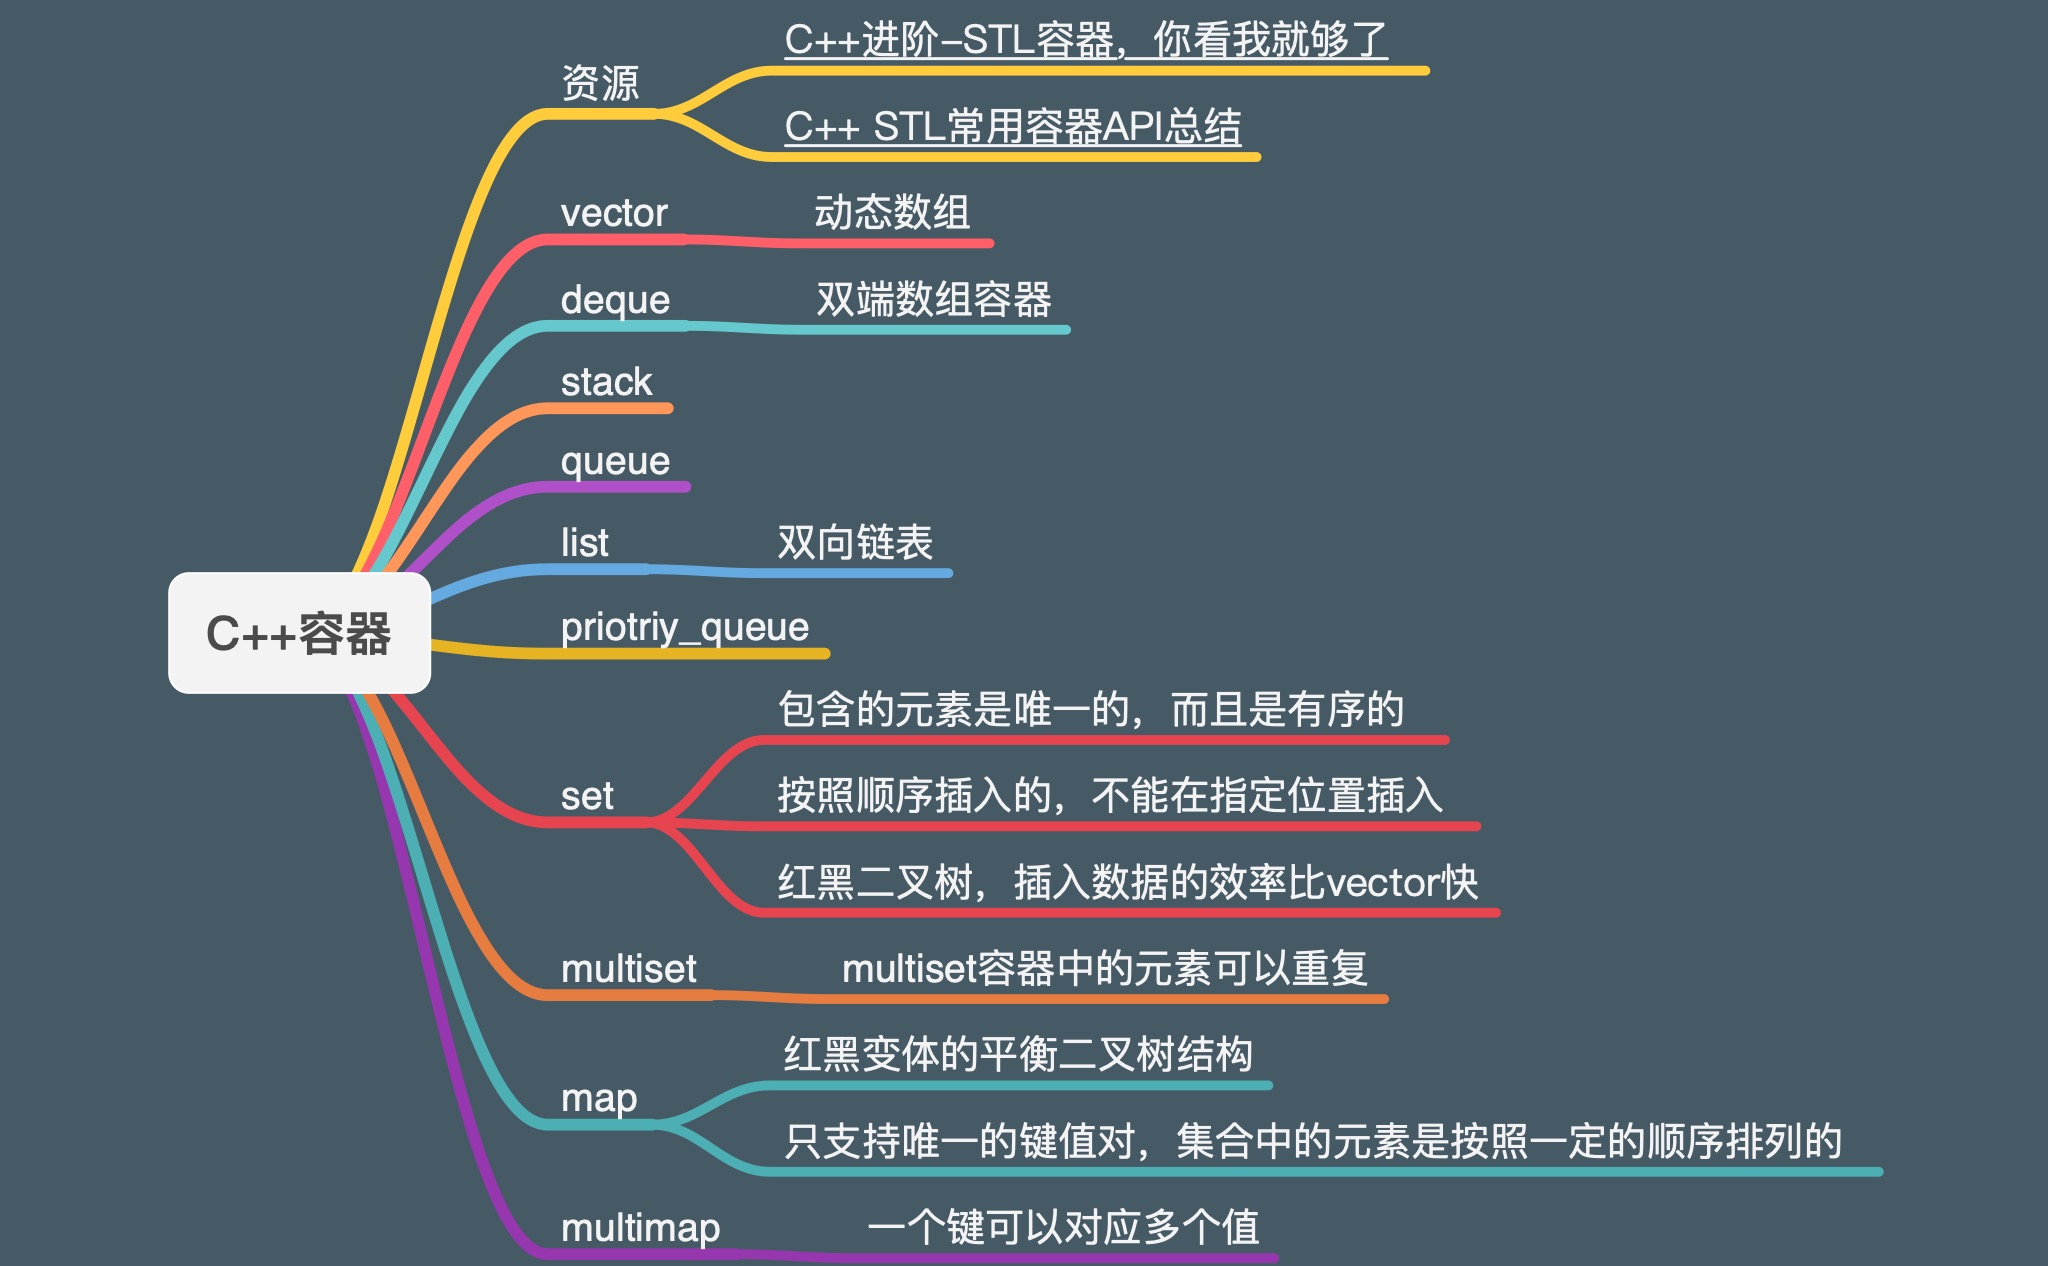 C++进阶-STL容器，你看我就够了
资源
C++ STL常用容器API总结
vector
动态数组
deque
双端数组容器
stack
queue
list
双向链表
C++容器
priotriy_queue
包含的元素是唯一的，而且是有序的
set
按照顺序插入的，不能在指定位置插入
红黑二叉树，插入数据的效率比vector快
multiset
multiset容器中的元素可以重复
红黑变体的平衡二叉树结构
map
只支持唯一的键值对，集合中的元素是按照一定的顺序排列的
multimap
一个键可以对应多个值